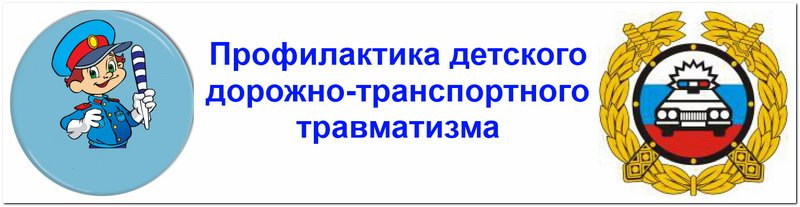 Профилактика детского
дорожно-транспортного
травматизма